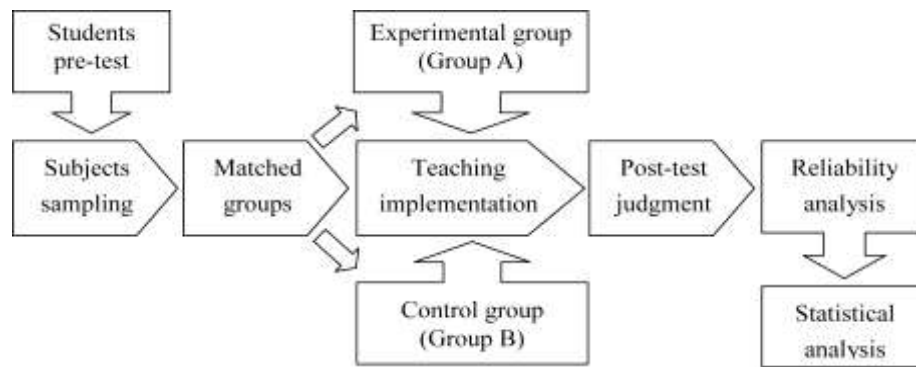 Students
pre-test
Experimental group
(Group A)
Subjects
sampling
Matched
groups
Teaching
implementation
Post-test
judgment
Reliability
analysis
Control group
(Group B)
Statistical
analysis